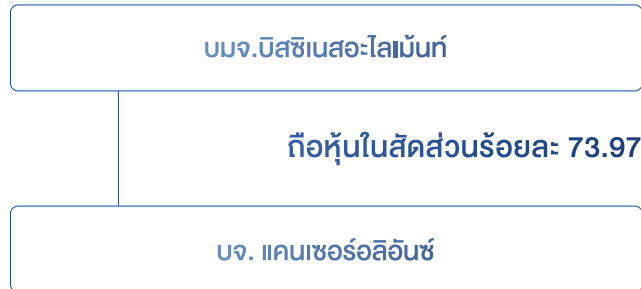 บมจ.บิสซิเนสอะไลเม้นท์
ถือหุ้นในสัดส่วนร้อยละ 73.97
บจ. แคนเซอร์อลิอันซ์